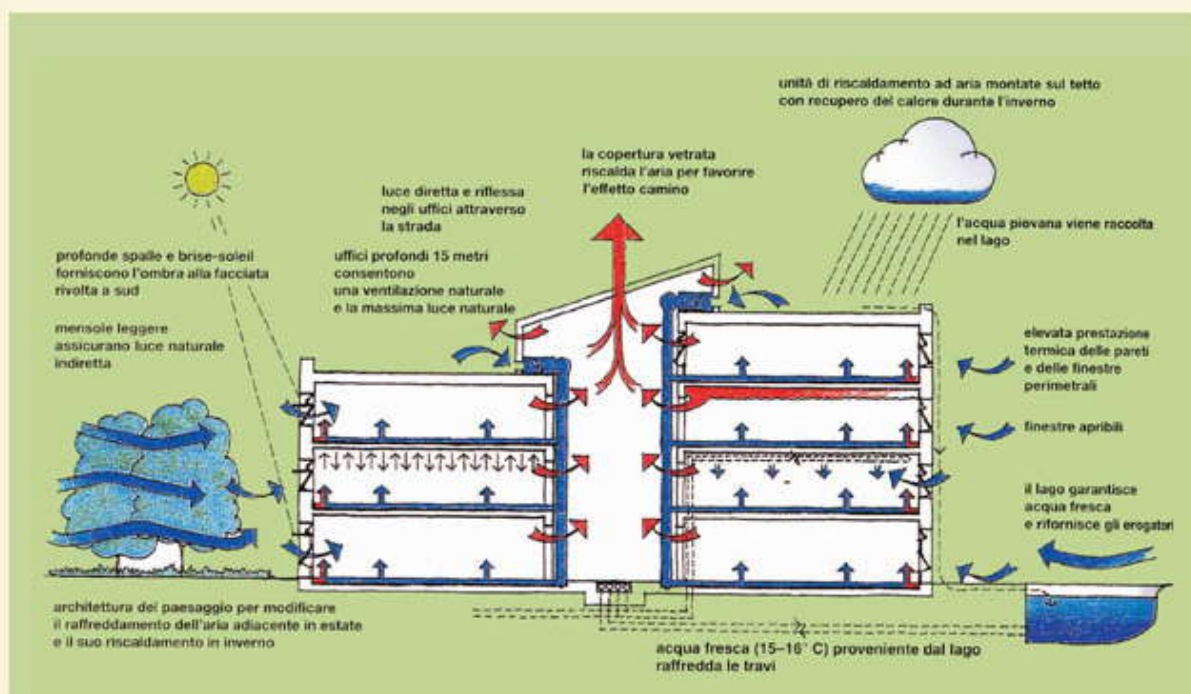 unità di riscaldamento ad aria montate sul tetto
con recupero del calore durante l'inverno
la copertura vetrata
riscalda l'aria per favorire
l'effetto camino
luce diretta e riflessa
negli uffici attraverso
la strada
l'acqua piovana viene raccolta
nel lago
profonde spalle e brise-soleil
forniscono l'ombra alla facciata
rivolta a sud
uffici profondi 15 metri
consentono
una ventilazione naturale
e la massima luce naturale
mensole leggere
assicurano luce naturale
indiretta
elevata prestazione
termica delle pareti
e delle finestre
perimetrali
finestre apribili
il lago garantisce
acqua fresca
e rifornisce gli erogatori
architettura del paesaggio per modificare
il raffreddamento dell'aria adiacente in estate
e il suo riscaldamento in inverno
acqua fresca (15–16° C) proveniente dal lago
raffredda le travi